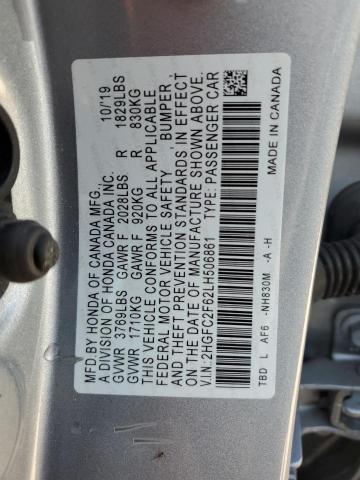 MFD.BY HONDA OF CANADA MFG., 10/19
A DIVISION OF HONDA CANADA INC.
GVWR 3769LBS GAWR F 2028LBS R 1829LBS
GVWR 1710KG GAWR F 920KG R 830KG
THIS VEHICLE CONFORMS TO ALL APPLICABLE
FEDERAL MOTOR VEHICLE SAFETY, BUMPER,
AND THEFT PREVENTION STANDARDS IN EFFECT
ON THE DATE OF MANUFACTURE SHOWN ABOVE.
V.I.N.:2HGFC2F62LH506861 TYPE: PASSENGER CAR
TBD L AF6 -NH830M -A -H MADE IN CANADA